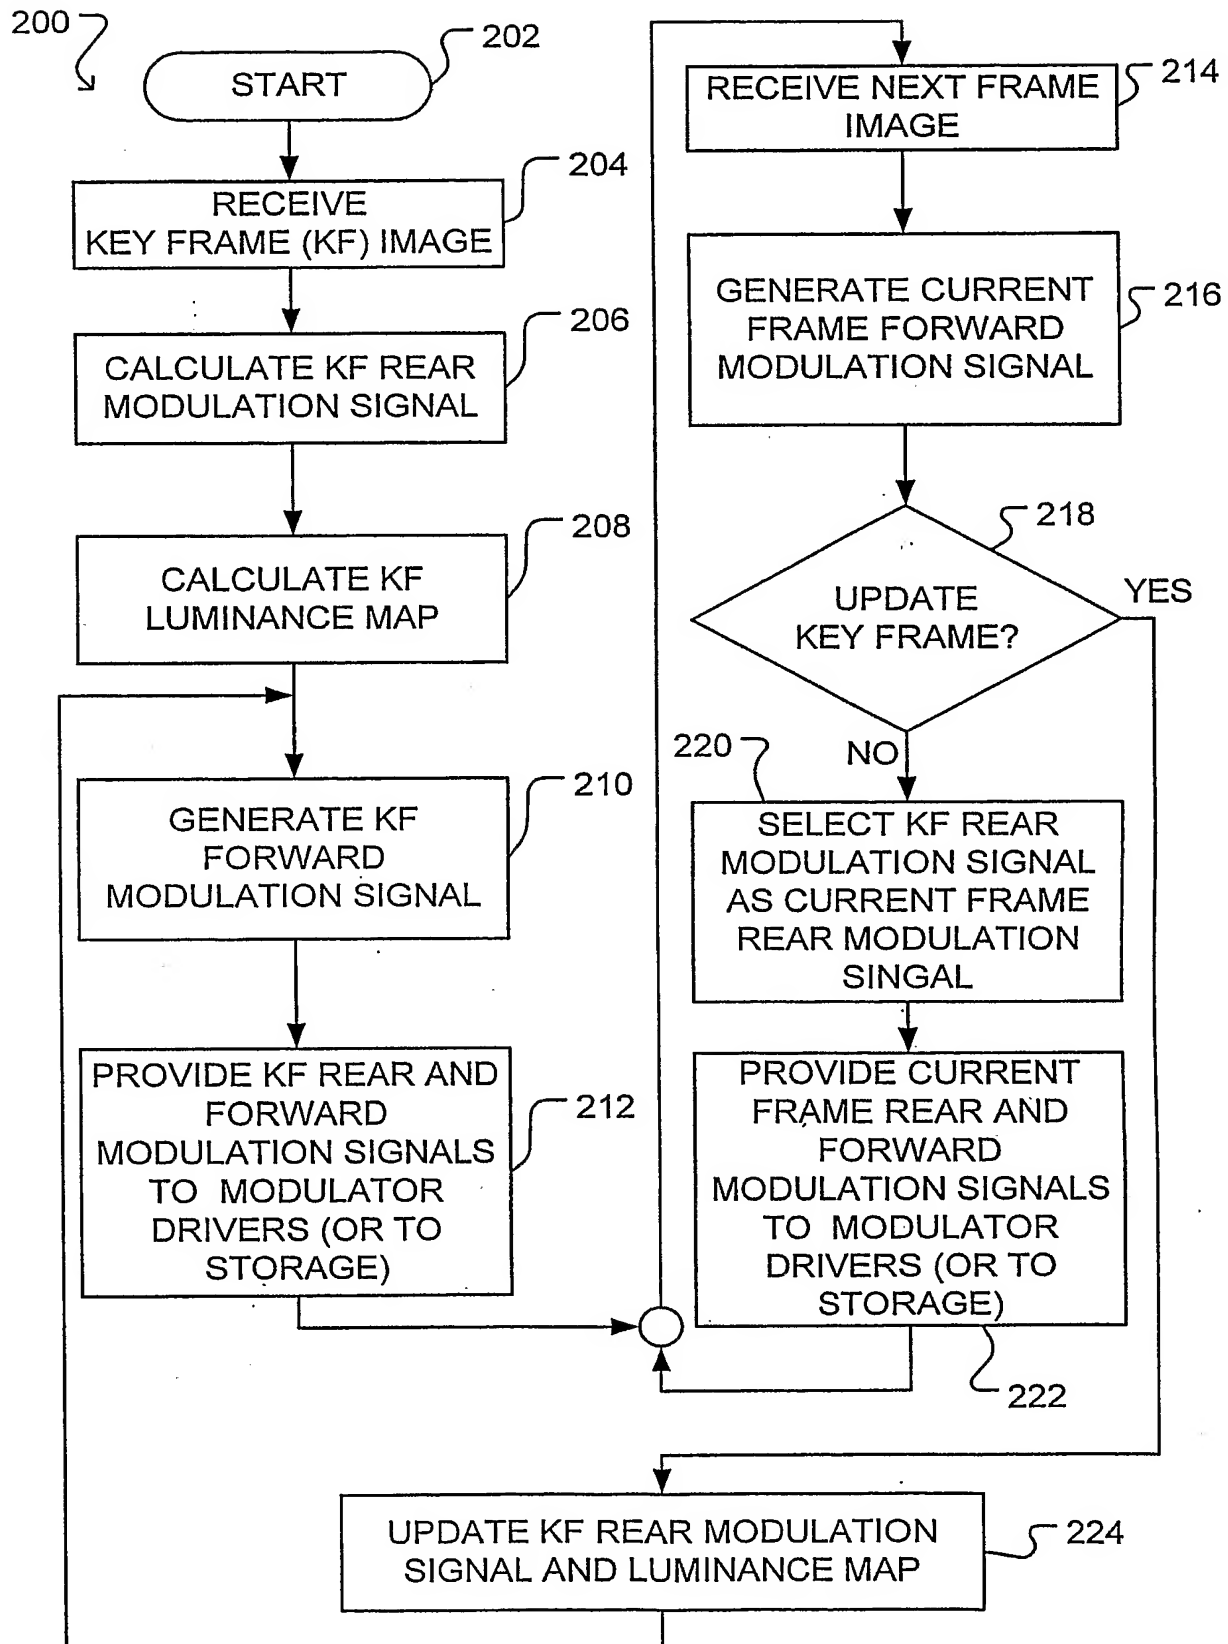 200
START
202
RECEIVE
KEY FRAME (KF) IMAGE
204
CALCULATE KF REAR
MODULATION SIGNAL
206
CALCULATE KF
LUMINANCE MAP
208
GENERATE KF
FORWARD
MODULATION SIGNAL
210
PROVIDE KF REAR AND
FORWARD
MODULATION SIGNALS
TO MODULATOR
DRIVERS (OR TO
STORAGE)
212
RECEIVE NEXT FRAME
IMAGE
214
GENERATE CURRENT
FRAME FORWARD
MODULATION SIGNAL
216
UPDATE
KEY FRAME?
218
YES
NO
220
SELECT KF REAR
MODULATION SIGNAL
AS CURRENT FRAME
REAR MODULATION
SINGAL
PROVIDE CURRENT
FRAME REAR AND
FORWARD
MODULATION SIGNALS
TO MODULATOR
DRIVERS (OR TO
STORAGE)
222
UPDATE KF REAR MODULATION
SIGNAL AND LUMINANCE MAP
224